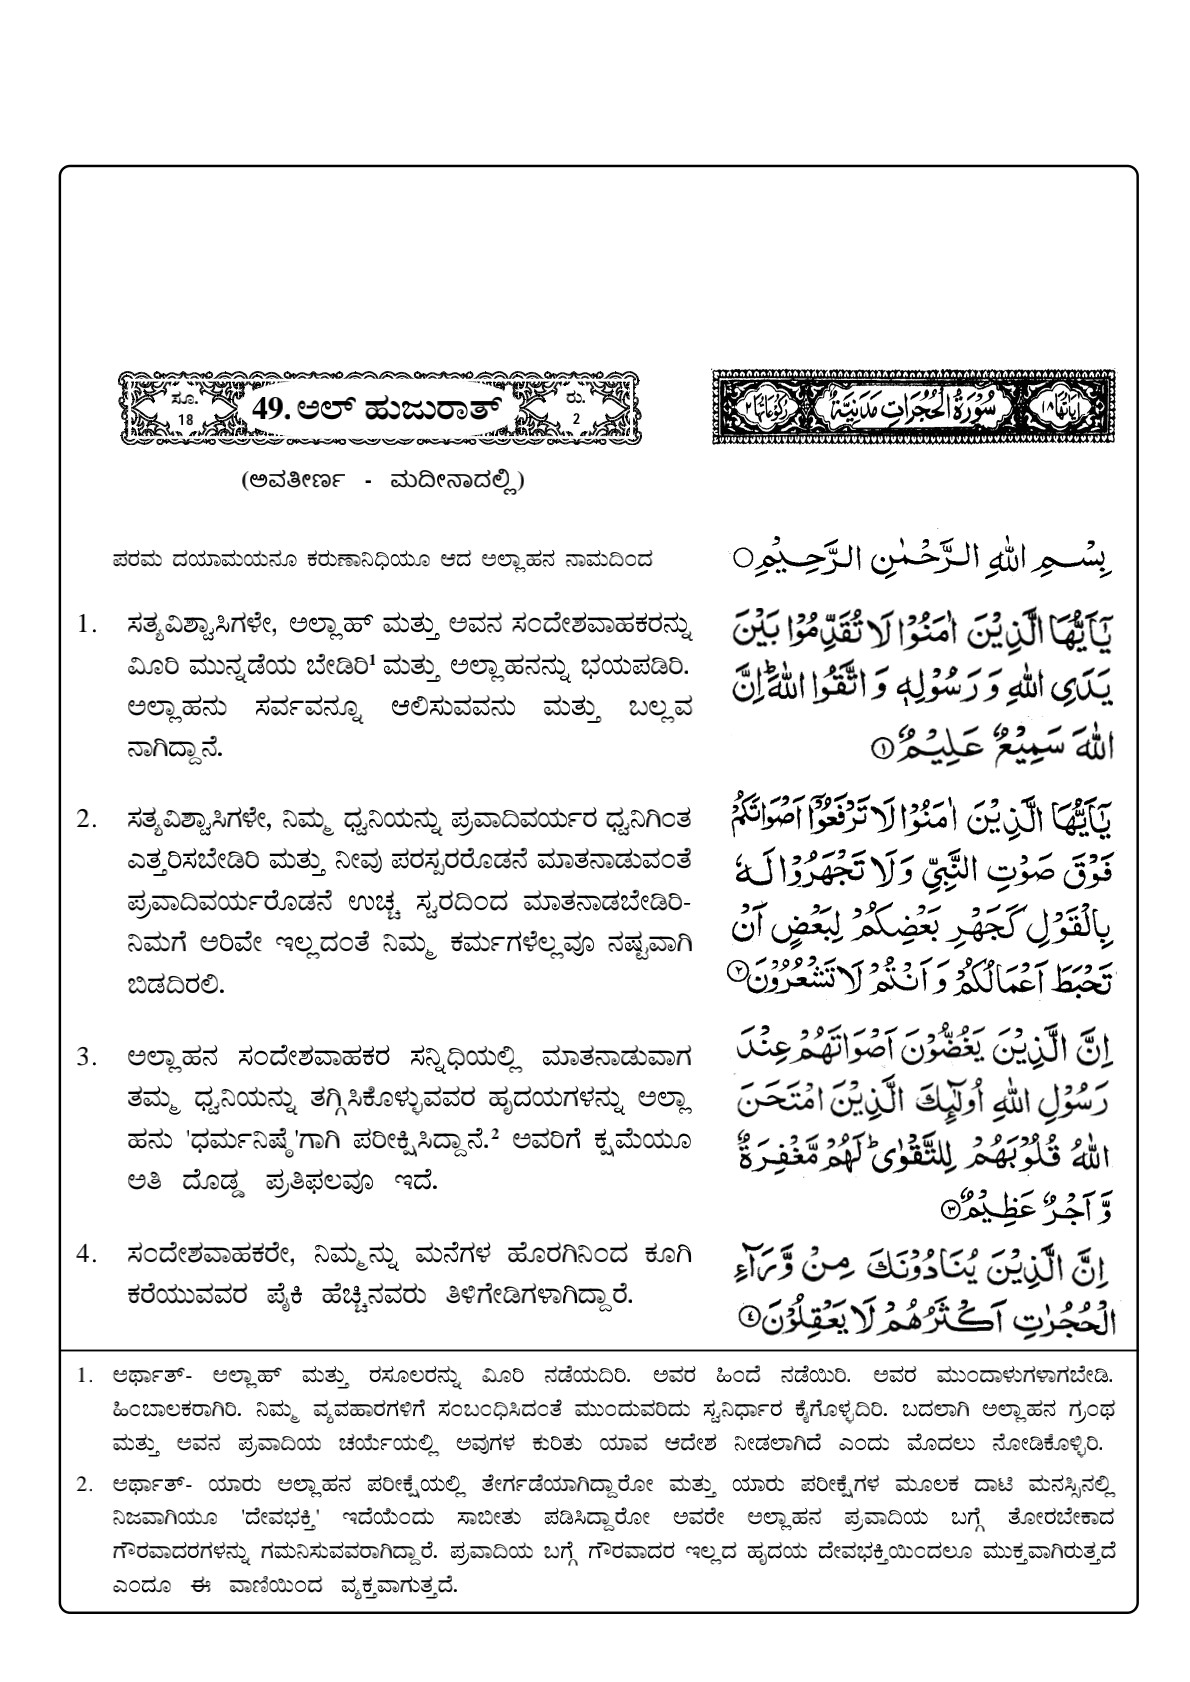 ಸೂ.
18
49. ಅಲ್ ಹುಜುರಾತ್
ರು.
2
اٰیَاتُهَا ١٨
سُوْرَةُ الْحُجُرَاتِ مَدَنِیَّةٌ
رُكُوْعَاتُهَا ٢
(ಅವತೀರ್ಣ - ಮದೀನಾದಲ್ಲಿ)
ಪರಮ ದಯಾಮಯನೂ ಕರುಣಾನಿಧಿಯೂ ಆದ ಅಲ್ಲಾಹನ ನಾಮದಿಂದ
بِسْمِ اللّٰهِ الرَّحْمٰنِ الرَّحِیْمِ ○
1. ಸತ್ಯವಿಶ್ವಾಸಿಗಳೇ, ಅಲ್ಲಾಹ್ ಮತ್ತು ಅವನ ಸಂದೇಶವಾಹಕರನ್ನು
ಮೀರಿ ಮುನ್ನಡೆಯ ಬೇಡಿರಿ¹ ಮತ್ತು ಅಲ್ಲಾಹನನ್ನು ಭಯಪಡಿರಿ.
ಅಲ್ಲಾಹನು ಸರ್ವವನ್ನೂ ಆಲಿಸುವವನು ಮತ್ತು ಬಲ್ಲವ
ನಾಗಿದ್ದಾನೆ.
یٰۤاَیُّهَا الَّذِیْنَ اٰمَنُوْا لَا تُقَدِّمُوْا بَیْنَ
یَدَیِ اللّٰهِ وَ رَسُوْلِهٖ وَ اتَّقُوا اللّٰهَ ؕ اِنَّ
اللّٰهَ سَمِیْعٌ عَلِیْمٌ ﴿١﴾
2. ಸತ್ಯವಿಶ್ವಾಸಿಗಳೇ, ನಿಮ್ಮ ಧ್ವನಿಯನ್ನು ಪ್ರವಾದಿವರ್ಯರ ಧ್ವನಿಗಿಂತ
ಎತ್ತರಿಸಬೇಡಿರಿ ಮತ್ತು ನೀವು ಪರಸ್ಪರರೊಡನೆ ಮಾತನಾಡುವಂತೆ
ಪ್ರವಾದಿವರ್ಯರೊಡನೆ ಉಚ್ಚ ಸ್ವರದಿಂದ ಮಾತನಾಡಬೇಡಿರಿ-
ನಿಮಗೆ ಅರಿವೇ ಇಲ್ಲದಂತೆ ನಿಮ್ಮ ಕರ್ಮಗಳೆಲ್ಲವೂ ನಷ್ಟವಾಗಿ
ಬಿಡದಿರಲಿ.
یٰۤاَیُّهَا الَّذِیْنَ اٰمَنُوْا لَا تَرْفَعُوْۤا اَصْوَاتَكُمْ
فَوْقَ صَوْتِ النَّبِیِّ وَ لَا تَجْهَرُوْا لَهٗ
بِالْقَوْلِ كَجَهْرِ بَعْضِكُمْ لِبَعْضٍ اَنْ
تَحْبَطَ اَعْمَالُكُمْ وَ اَنْتُمْ لَا تَشْعُرُوْنَ ﴿٢﴾
3. ಅಲ್ಲಾಹನ ಸಂದೇಶವಾಹಕರ ಸನ್ನಿಧಿಯಲ್ಲಿ ಮಾತನಾಡುವಾಗ
ತಮ್ಮ ಧ್ವನಿಯನ್ನು ತಗ್ಗಿಸಿಕೊಳ್ಳುವವರ ಹೃದಯಗಳನ್ನು ಅಲ್ಲಾ
ಹನು 'ಧರ್ಮನಿಷ್ಠೆ'ಗಾಗಿ ಪರೀಕ್ಷಿಸಿದ್ದಾನೆ.² ಅವರಿಗೆ ಕ್ಷಮೆಯೂ
ಅತಿ ದೊಡ್ಡ ಪ್ರತಿಫಲವೂ ಇದೆ.
اِنَّ الَّذِیْنَ یَغُضُّوْنَ اَصْوَاتَهُمْ عِنْدَ
رَسُوْلِ اللّٰهِ اُولٰٓىِٕكَ الَّذِیْنَ امْتَحَنَ
اللّٰهُ قُلُوْبَهُمْ لِلتَّقْوٰی ؕ لَهُمْ مَّغْفِرَةٌ
وَّ اَجْرٌ عَظِیْمٌ ﴿٣﴾
4. ಸಂದೇಶವಾಹಕರೇ, ನಿಮ್ಮನ್ನು ಮನೆಗಳ ಹೊರಗಿನಿಂದ ಕೂಗಿ
ಕರೆಯುವವರ ಪೈಕಿ ಹೆಚ್ಚಿನವರು ತಿಳಿಗೇಡಿಗಳಾಗಿದ್ದಾರೆ.
اِنَّ الَّذِیْنَ یُنَادُوْنَكَ مِنْ وَّرَآءِ
الْحُجُرٰتِ اَكْثَرُهُمْ لَا یَعْقِلُوْنَ ﴿٤﴾
1. ಅರ್ಥಾತ್- ಅಲ್ಲಾಹ್ ಮತ್ತು ರಸೂಲರನ್ನು ಮೀರಿ ನಡೆಯದಿರಿ. ಅವರ ಹಿಂದೆ ನಡೆಯಿರಿ. ಅವರ ಮುಂದಾಳುಗಳಾಗಬೇಡಿ.
ಹಿಂಬಾಲಕರಾಗಿರಿ. ನಿಮ್ಮ ವ್ಯವಹಾರಗಳಿಗೆ ಸಂಬಂಧಿಸಿದಂತೆ ಮುಂದುವರಿದು ಸ್ವನಿರ್ಧಾರ ಕೈಗೊಳ್ಳದಿರಿ. ಬದಲಾಗಿ ಅಲ್ಲಾಹನ ಗ್ರಂಥ
ಮತ್ತು ಅವನ ಪ್ರವಾದಿಯ ಚರ್ಯೆಯಲ್ಲಿ ಅವುಗಳ ಕುರಿತು ಯಾವ ಆದೇಶ ನೀಡಲಾಗಿದೆ ಎಂದು ಮೊದಲು ನೋಡಿಕೊಳ್ಳಿರಿ.
2. ಅರ್ಥಾತ್- ಯಾರು ಅಲ್ಲಾಹನ ಪರೀಕ್ಷೆಯಲ್ಲಿ ತೇರ್ಗಡೆಯಾಗಿದ್ದಾರೋ ಮತ್ತು ಯಾರು ಪರೀಕ್ಷೆಗಳ ಮೂಲಕ ದಾಟಿ ಮನಸ್ಸಿನಲ್ಲಿ
ನಿಜವಾಗಿಯೂ 'ದೇವಭಕ್ತಿ' ಇದೆಯೆಂದು ಸಾಬೀತು ಪಡಿಸಿದ್ದಾರೋ ಅವರೇ ಅಲ್ಲಾಹನ ಪ್ರವಾದಿಯ ಬಗ್ಗೆ ತೋರಬೇಕಾದ
ಗೌರವಾದರಗಳನ್ನು ಗಮನಿಸುವವರಾಗಿದ್ದಾರೆ. ಪ್ರವಾದಿಯ ಬಗ್ಗೆ ಗೌರವಾದರ ಇಲ್ಲದ ಹೃದಯ ದೇವಭಕ್ತಿಯಿಂದಲೂ ಮುಕ್ತವಾಗಿರುತ್ತದೆ
ಎಂದೂ ಈ ವಾಣಿಯಿಂದ ವ್ಯಕ್ತವಾಗುತ್ತದೆ.